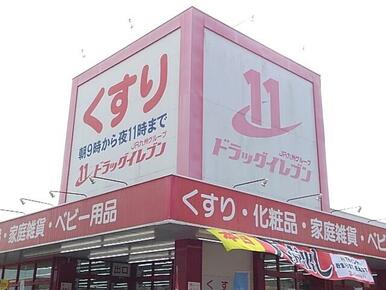 くすり
朝9時から夜11時まで
JR九州グループ
11 ドラッグイレブン
11
JR九州グループ
ドラッグイレブン
・家庭雑貨・ベビー用品
くすり・化粧品・家庭雑貨・ベ
出口
くす